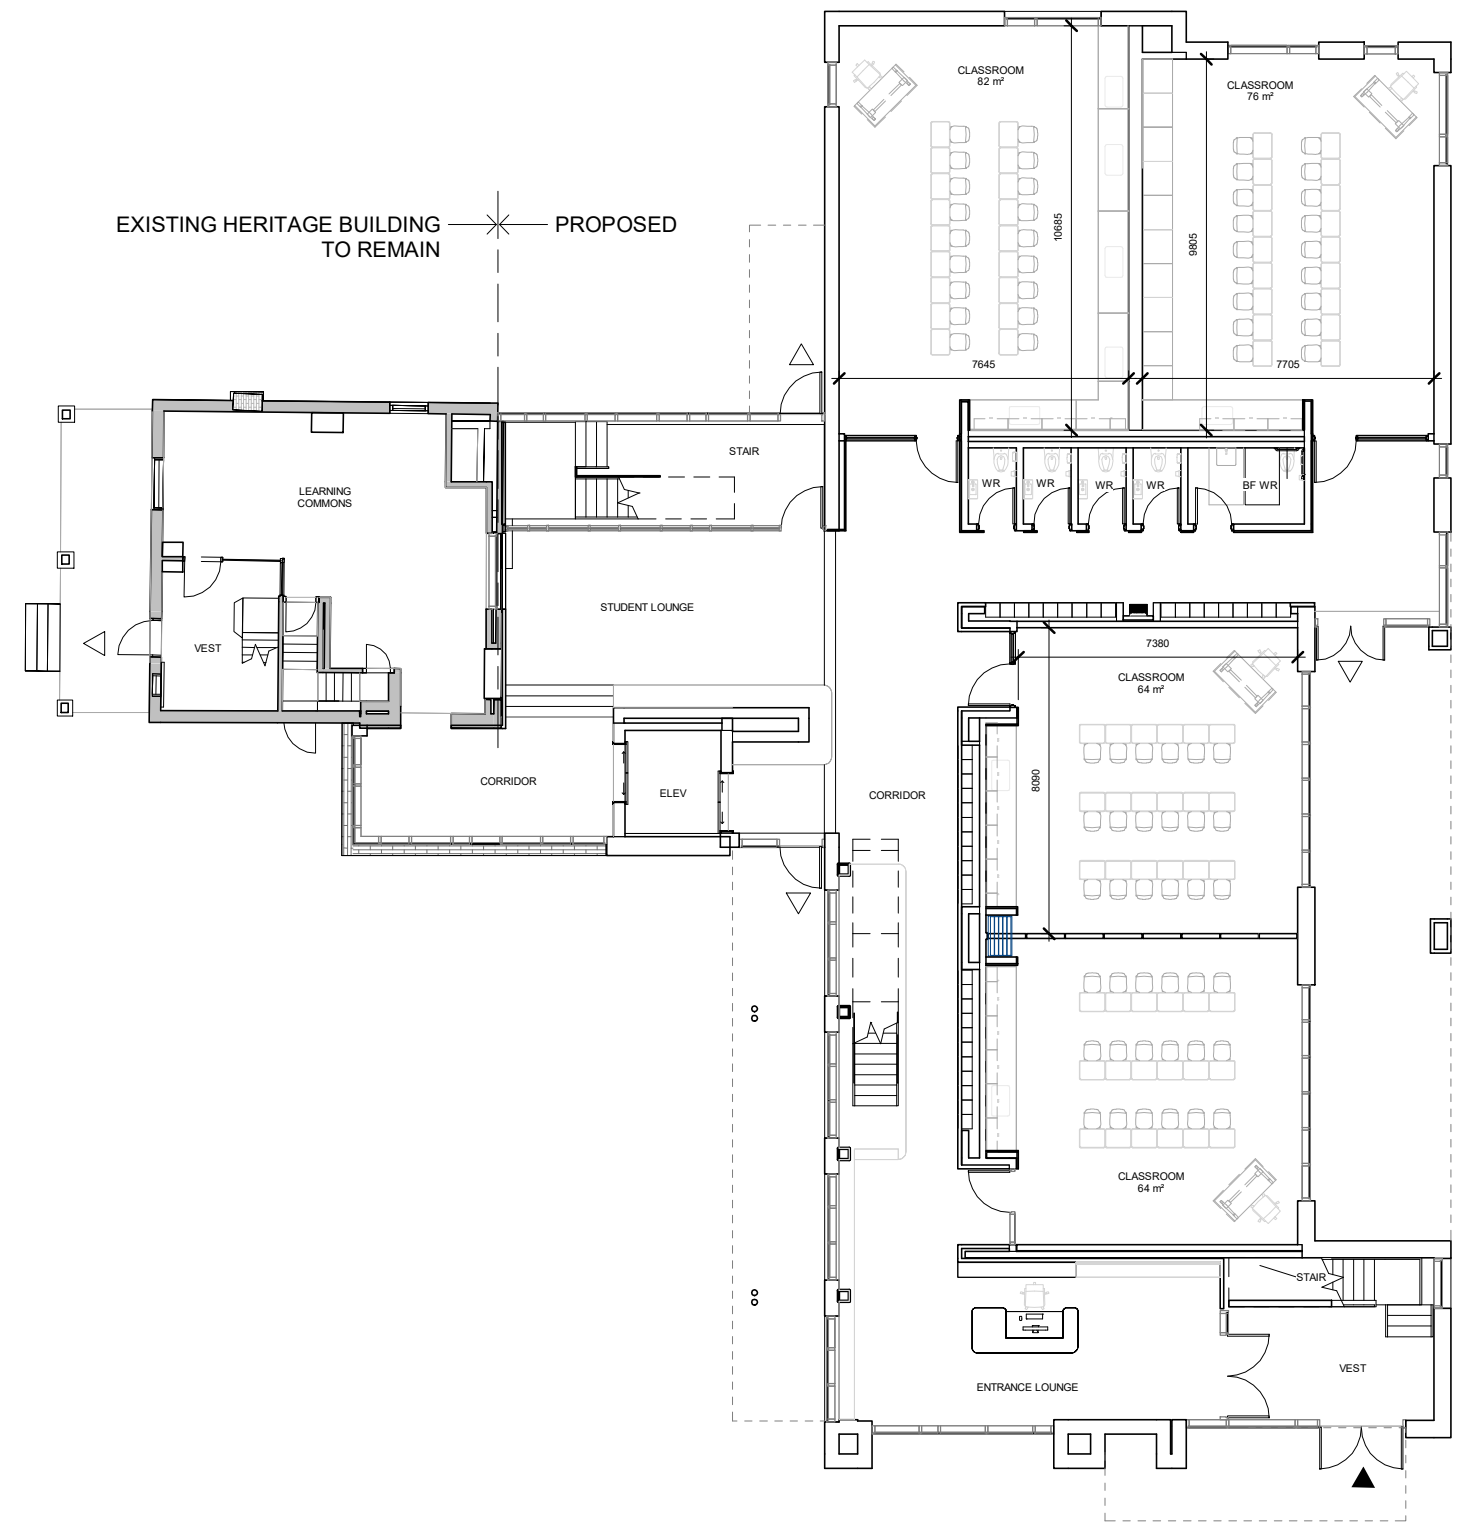 CLASSROOM
82 m²
CLASSROOM
76 m²
EXISTING HERITAGE BUILDING
TO REMAIN
PROPOSED
10685
9805
7645
7705
STAIR
LEARNING
COMMONS
WR
WR
WR
WR
BF WR
STUDENT LOUNGE
VEST
7380
CLASSROOM
64 m²
8090
CORRIDOR
ELEV
CORRIDOR
CLASSROOM
64 m²
STAIR
VEST
ENTRANCE LOUNGE